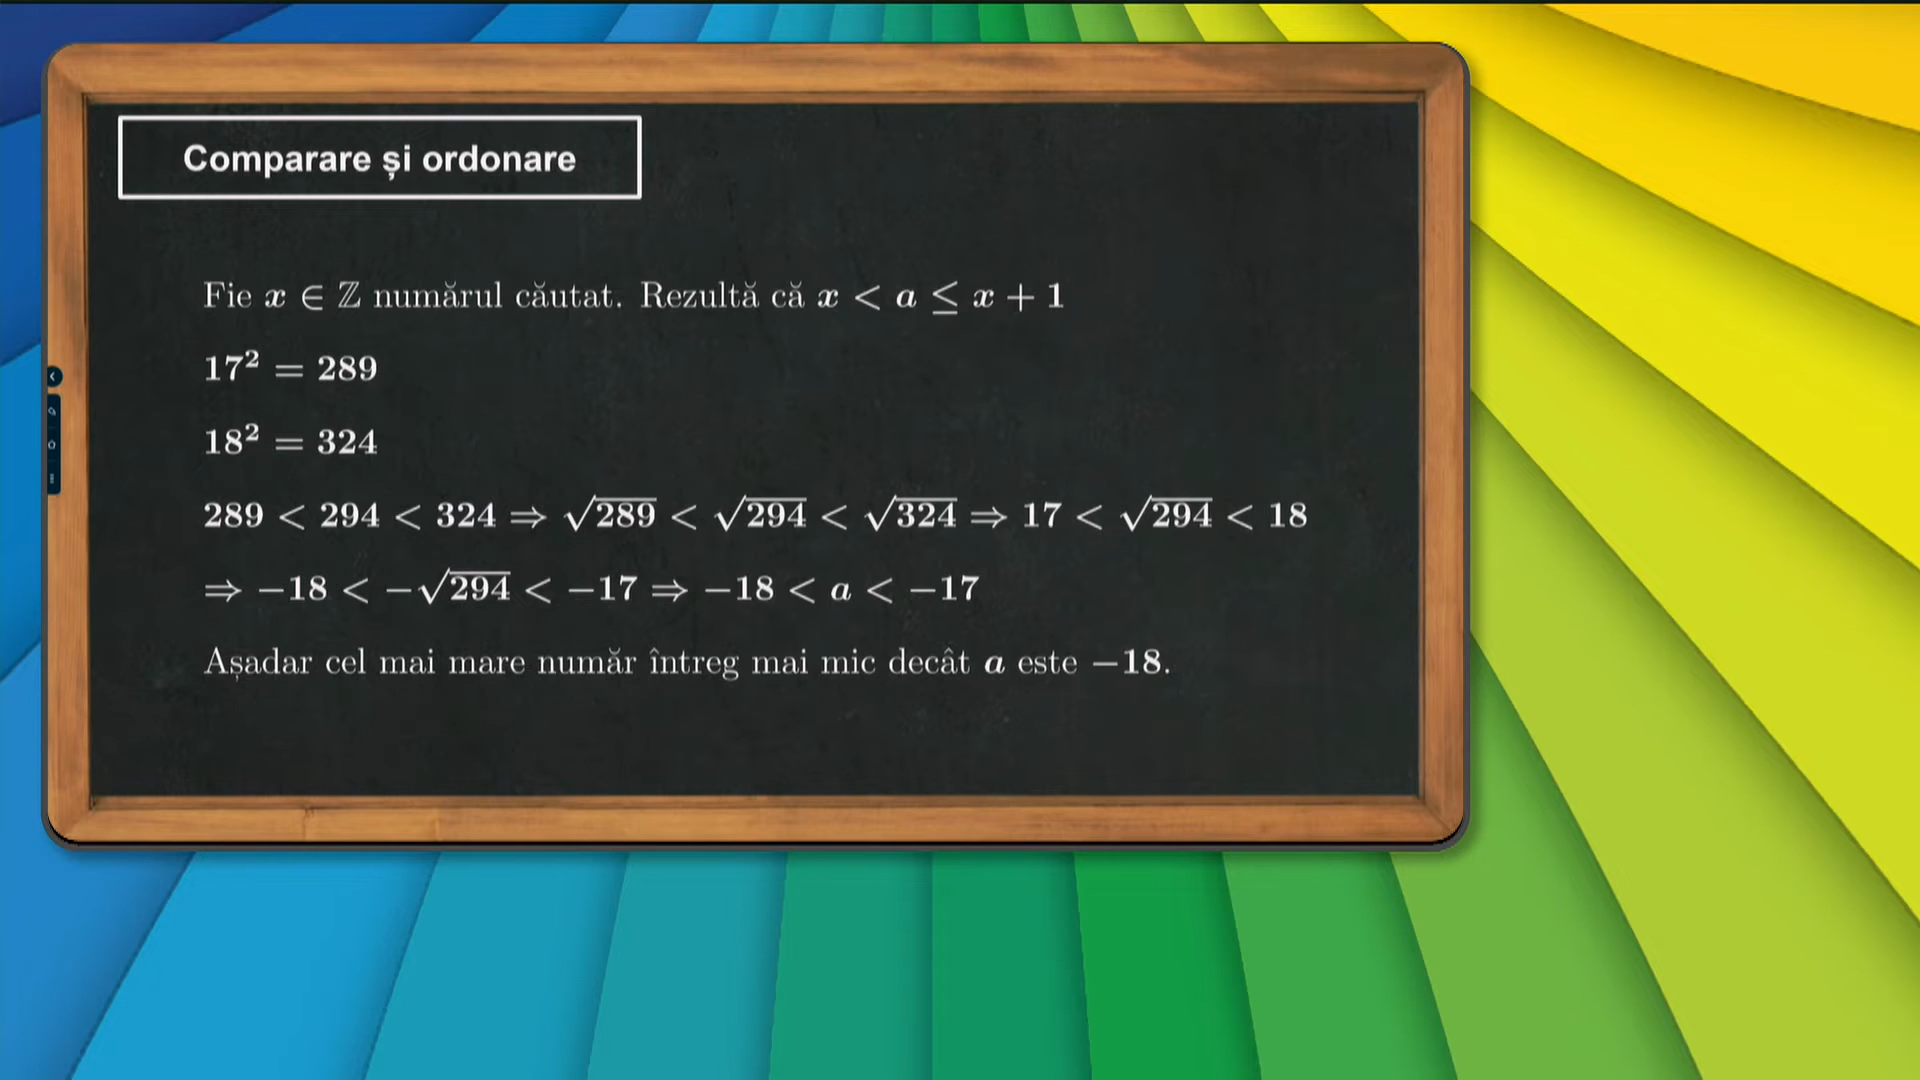 Comparare și ordonare
Fie x ∈ ℤ numărul căutat. Rezultă că x < a ≤ x + 1
17² = 289
18² = 324
289 < 294 < 324 ⇒ √289 < √294 < √324 ⇒ 17 < √294 < 18
⇒ −18 < −√294 < −17 ⇒ −18 < a < −17
Așadar cel mai mare număr întreg mai mic decât a este −18.